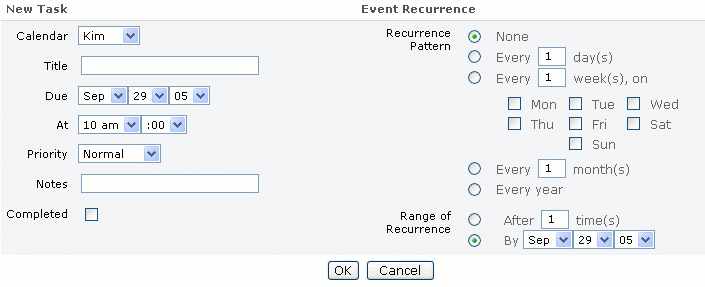 New Task
Calendar Kim
Title
Due Sep 29 05
At 10 am :00
Priority Normal
Notes
Completed
Event Recurrence
Recurrence Pattern
None
Every 1 day(s)
Every 1 week(s), on
Mon Tue Wed
Thu Fri Sat
Sun
Every 1 month(s)
Every year
Range of Recurrence
After 1 time(s)
By Sep 29 05
OK Cancel